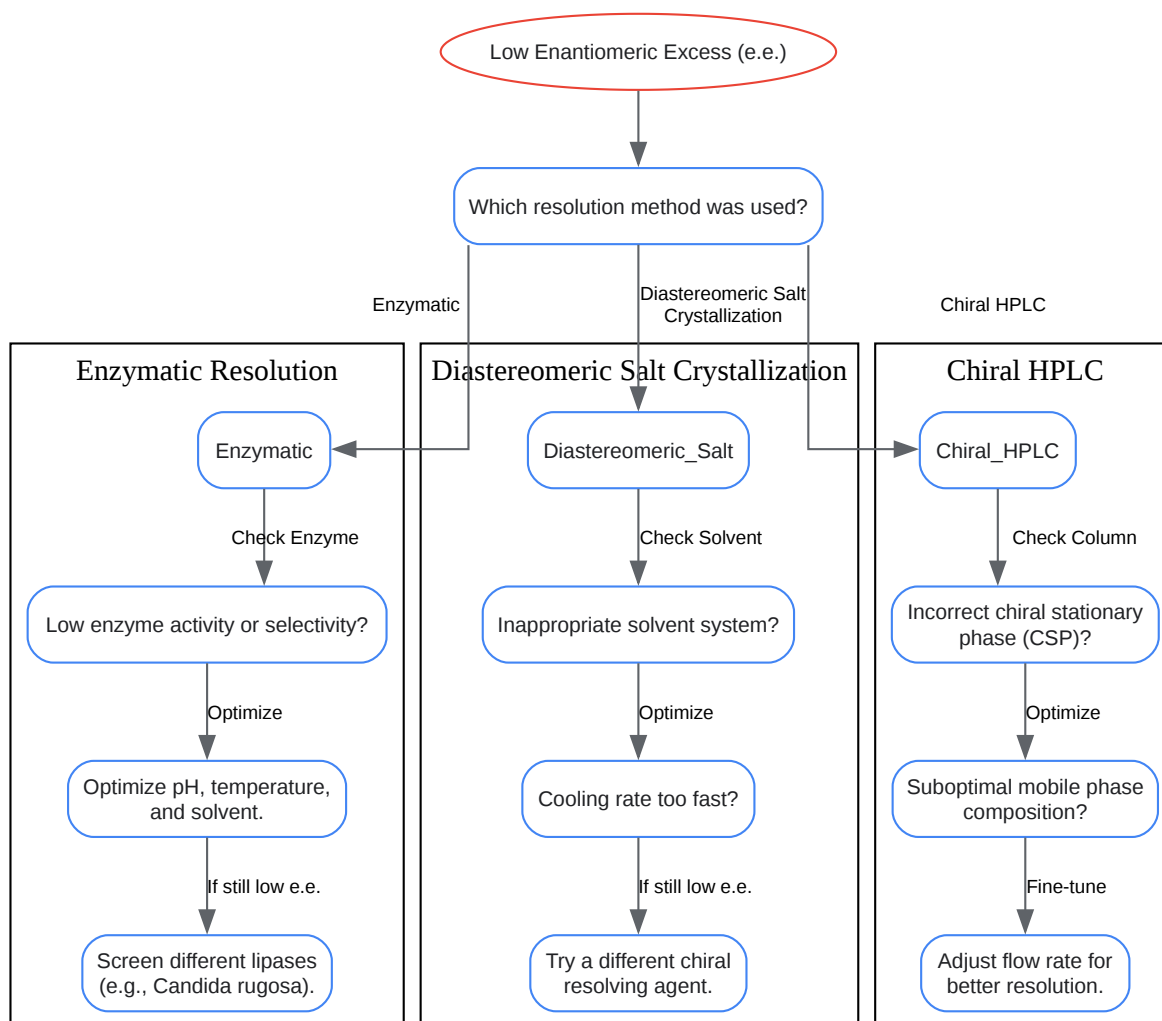 Low Enantiomeric Excess (e.e.)
Which resolution method was used?
Enzymatic
Diastereomeric Salt
Crystallization
Chiral HPLC
Enzymatic Resolution
Enzymatic
Check Enzyme
Low enzyme activity or selectivity?
Optimize
Optimize pH, temperature,
and solvent.
If still low e.e.
Screen different lipases
(e.g., Candida rugosa).
Diastereomeric Salt Crystallization
Diastereomeric_Salt
Check Solvent
Inappropriate solvent system?
Optimize
Cooling rate too fast?
If still low e.e.
Try a different chiral
resolving agent.
Chiral HPLC
Chiral_HPLC
Check Column
Incorrect chiral stationary
phase (CSP)?
Optimize
Suboptimal mobile phase
composition?
Fine-tune
Adjust flow rate for
better resolution.